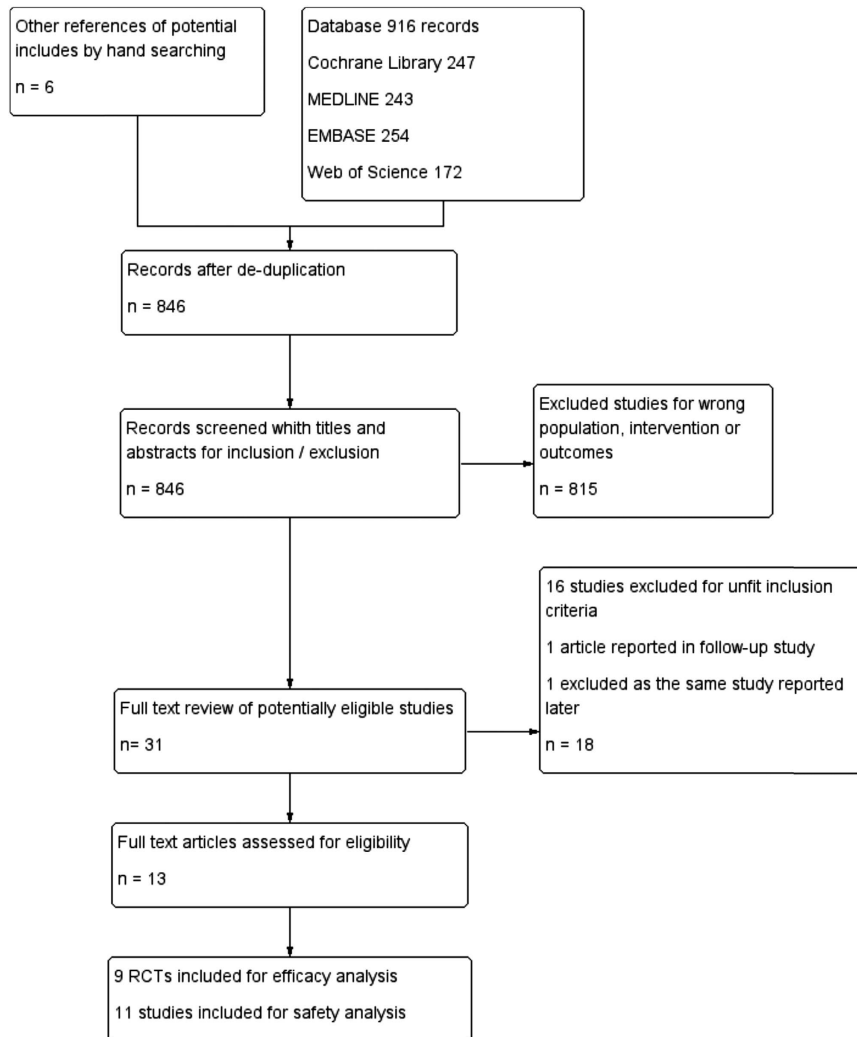 Other references of potential
includes by hand searching
n = 6
Database 916 records
Cochrane Library 247
MEDLINE 243
EMBASE 254
Web of Science 172
Records after de-duplication
n = 846
Records screened whith titles and
abstracts for inclusion / exclusion
n = 846
Excluded studies for wrong
population, intervention or
outcomes
n = 815
16 studies excluded for unfit inclusion
criteria
1 article reported in follow-up study
1 excluded as the same study reported
later
n = 18
Full text review of potentially eligible studies
n= 31
Full text articles assessed for eligibility
n = 13
9 RCTs included for efficacy analysis
11 studies included for safety analysis